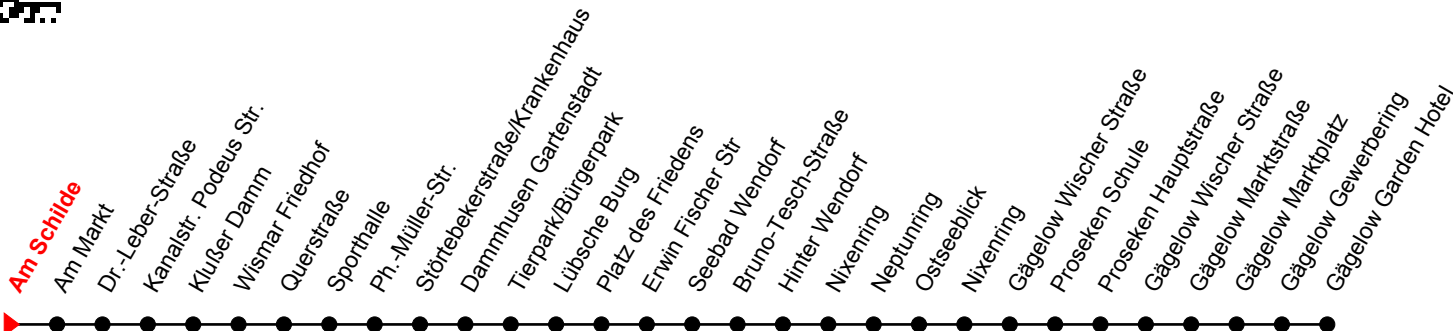 Am Schilde
Am Markt
Dr.-Leber-Straße
Kanalstr. Podeus Str.
Klußer Damm
Wismar Friedhof
Querstraße
Sporthalle
Ph.-Müller-Str.
Störtebekerstraße/Krankenhaus
Dammhusen Gartenstadt
Tierpark/Bürgerpark
Lübsche Burg
Platz des Friedens
Erwin Fischer Str
Seebad Wendorf
Bruno-Tesch-Straße
Hinter Wendorf
Nixenring
Neptunring
Ostseeblick
Nixenring
Gägelow Wischer Straße
Proseken Schule
Proseken Hauptstraße
Gägelow Wischer Straße
Gägelow Marktstraße
Gägelow Marktplatz
Gägelow Gewerbering
Gägelow Garden Hotel